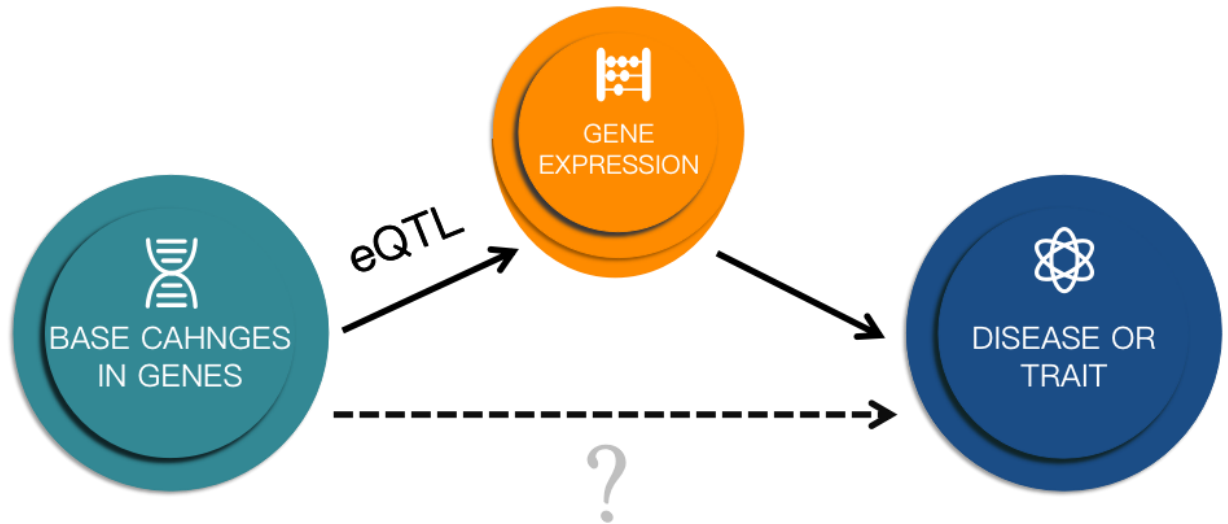 GENE
EXPRESSION
eQTL
BASE CAHNGES
IN GENES
DISEASE OR
TRAIT
?